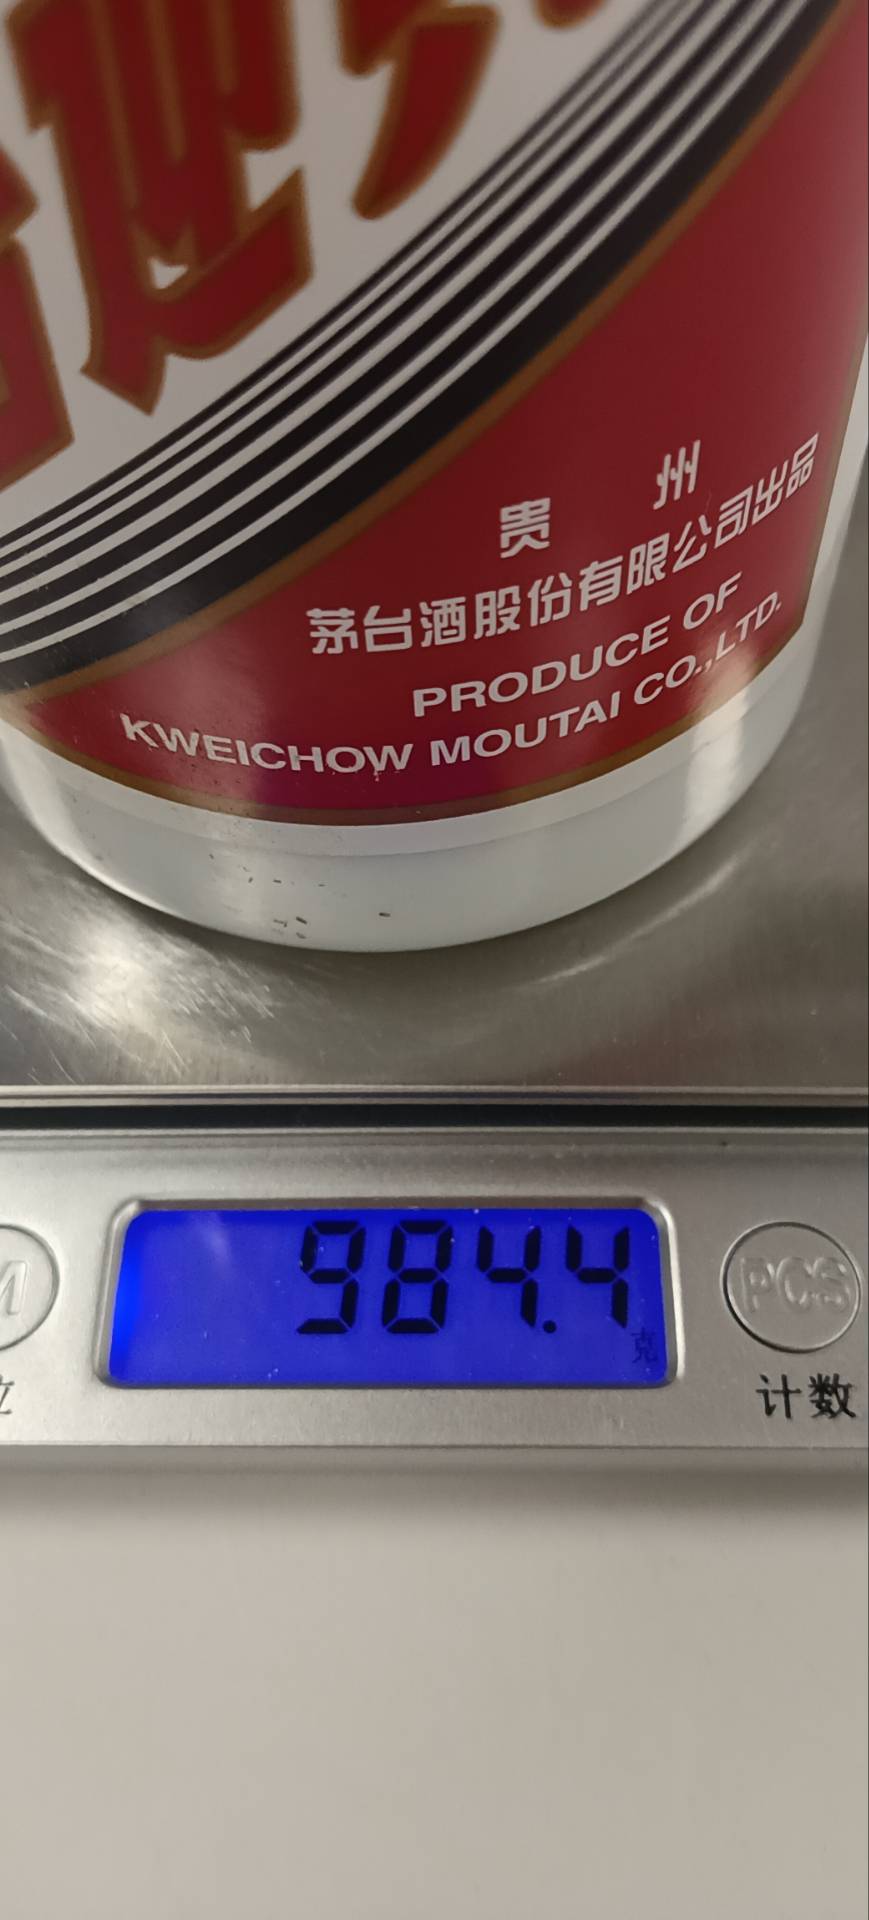 贵州
茅台酒股份有限公司出品
PRODUCE OF
KWEICHOW MOUTAI CO.,LTD.
984.4
克
PCS
计数